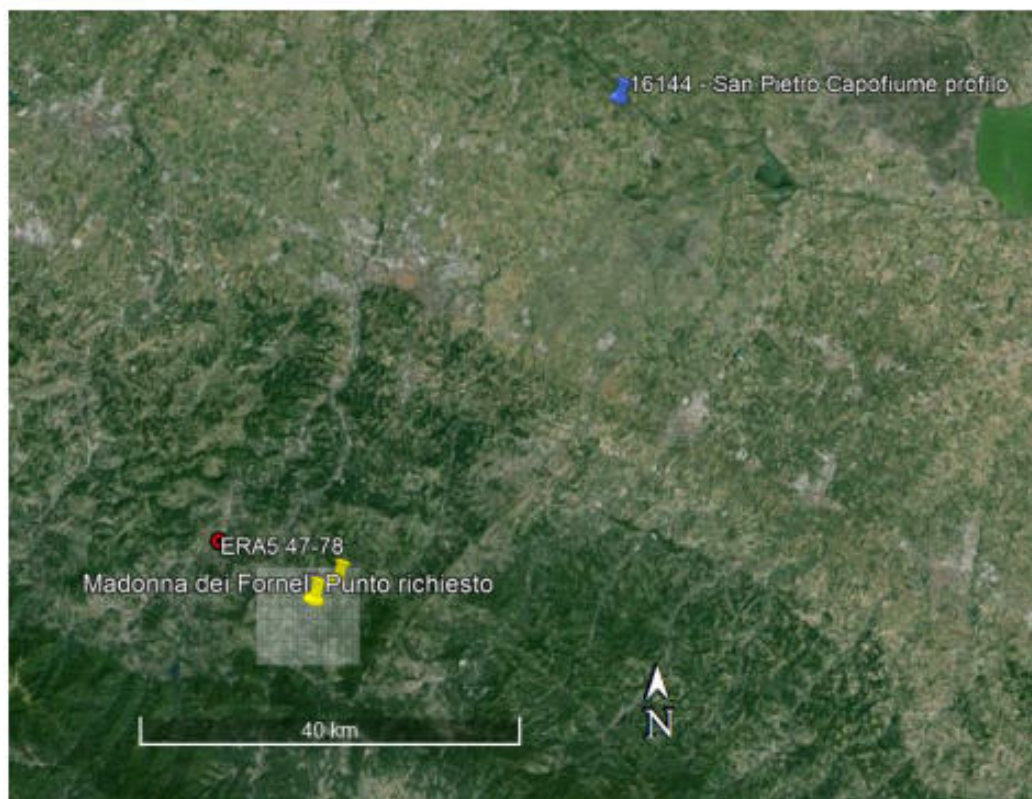 16144 - San Pietro Capofiume profilo
ERA5 47-78
Madonna dei Fornel Punto richiesto
40 km
N